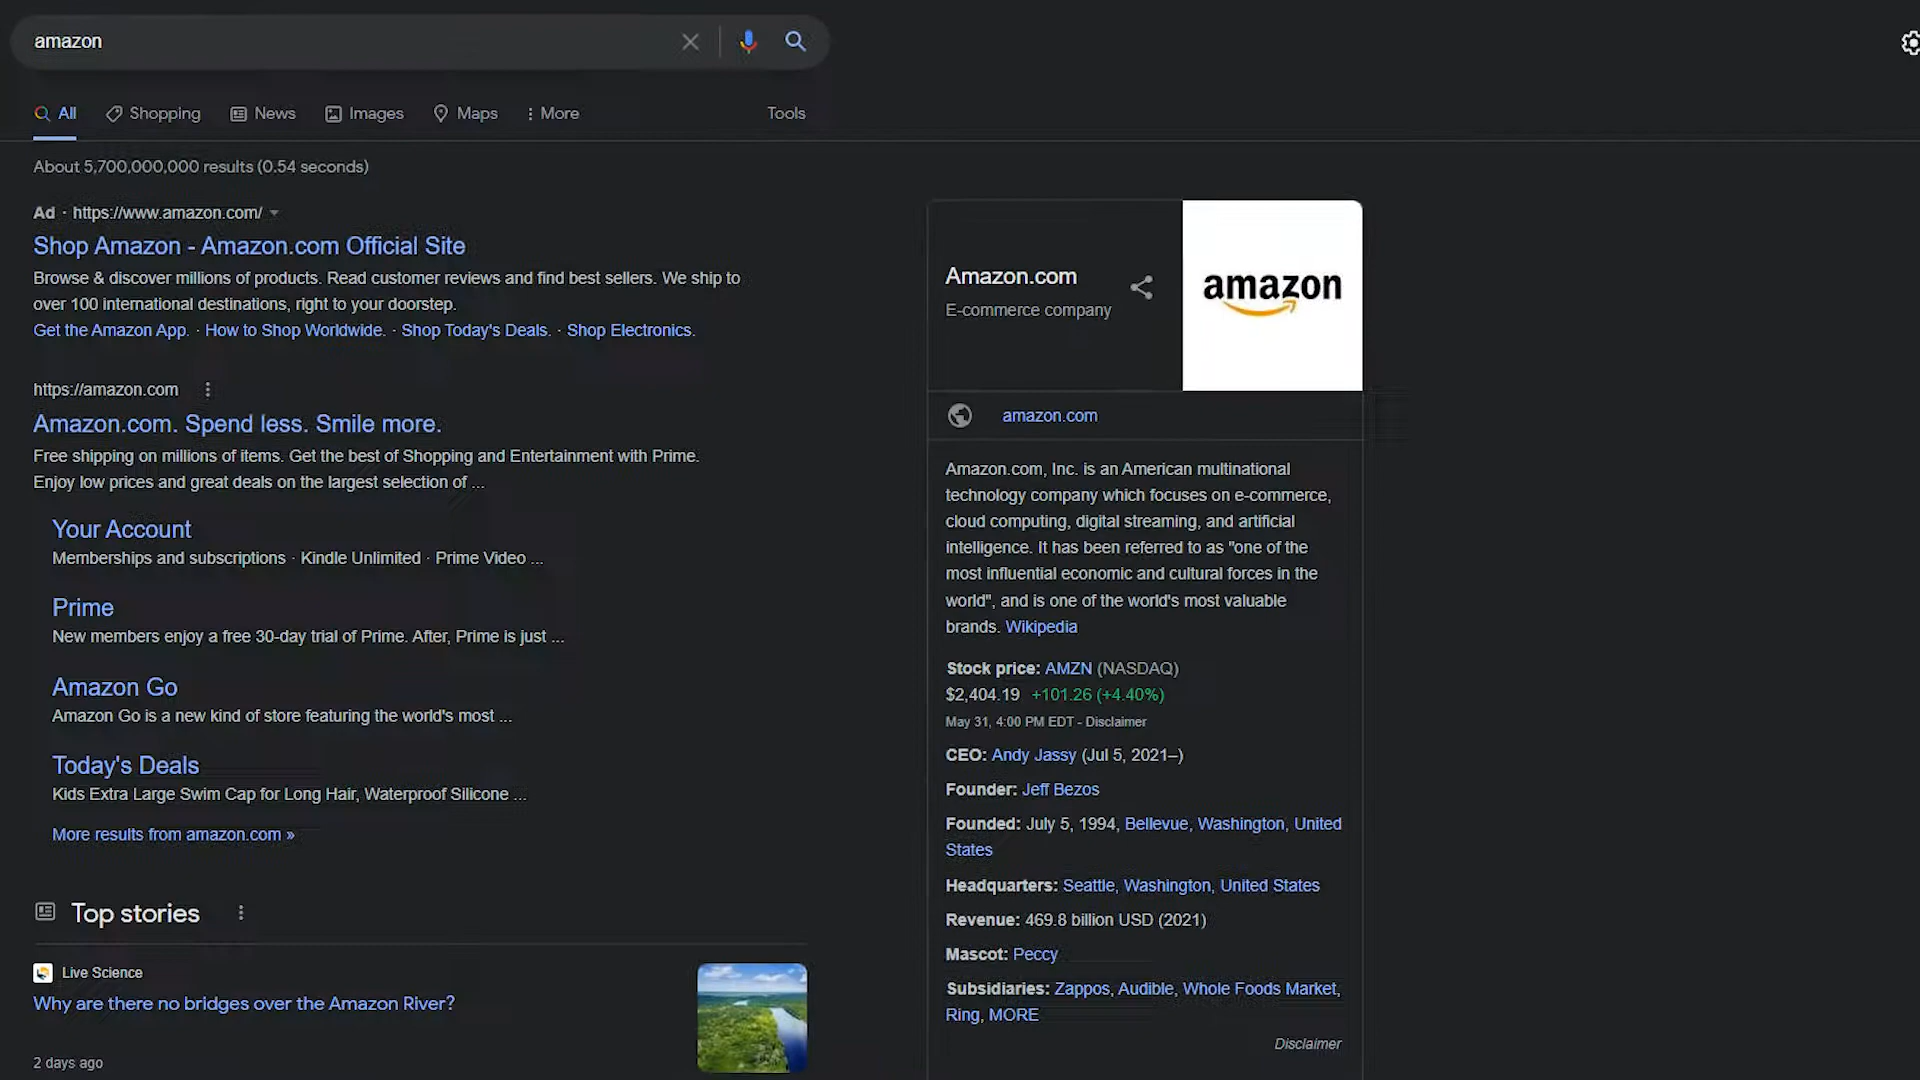 amazon
All
Shopping
News
Images
Maps
More
Tools
About 5,700,000,000 results (0.54 seconds)
Ad · https://www.amazon.com/
Shop Amazon - Amazon.com Official Site
Browse & discover millions of products. Read customer reviews and find best sellers. We ship to
over 100 international destinations, right to your doorstep.
Get the Amazon App. · How to Shop Worldwide. · Shop Today's Deals. · Shop Electronics.
https://amazon.com
Amazon.com. Spend less. Smile more.
Free shipping on millions of items. Get the best of Shopping and Entertainment with Prime.
Enjoy low prices and great deals on the largest selection of ...
Your Account
Memberships and subscriptions · Kindle Unlimited · Prime Video ...
Prime
New members enjoy a free 30-day trial of Prime. After, Prime is just ...
Amazon Go
Amazon Go is a new kind of store featuring the world's most ...
Today's Deals
Kids Extra Large Swim Cap for Long Hair, Waterproof Silicone ...
More results from amazon.com »
Top stories
Live Science
Why are there no bridges over the Amazon River?
2 days ago
Amazon.com
E-commerce company
amazon
amazon.com
Amazon.com, Inc. is an American multinational
technology company which focuses on e-commerce,
cloud computing, digital streaming, and artificial
intelligence. It has been referred to as "one of the
most influential economic and cultural forces in the
world", and is one of the world's most valuable
brands. Wikipedia
Stock price: AMZN (NASDAQ)
$2,404.19 +101.26 (+4.40%)
May 31, 4:00 PM EDT - Disclaimer
CEO: Andy Jassy (Jul 5, 2021–)
Founder: Jeff Bezos
Founded: July 5, 1994, Bellevue, Washington, United
States
Headquarters: Seattle, Washington, United States
Revenue: 469.8 billion USD (2021)
Mascot: Peccy
Subsidiaries: Zappos, Audible, Whole Foods Market,
Ring, MORE
Disclaimer